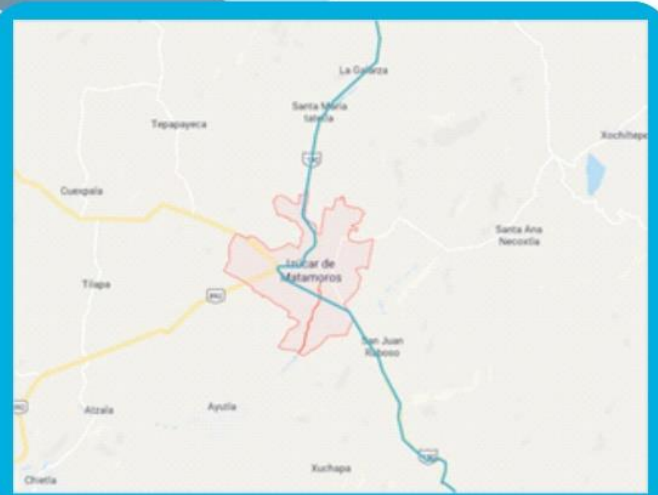 La Galarza
Santa María
Tepapayeca
Xochiltepe
Cuexpala
Santa Ana
Necoxtla
Izúcar de
Matamoros
Tilapa
San Juan
Raboso
Atzala
Ayutla
Xuchapa
Chietla